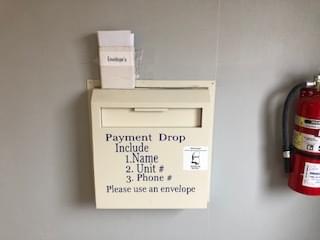 Envelope's
Payment Drop
Include
1. Name
2. Unit #
3. Phone #
Please use an envelope